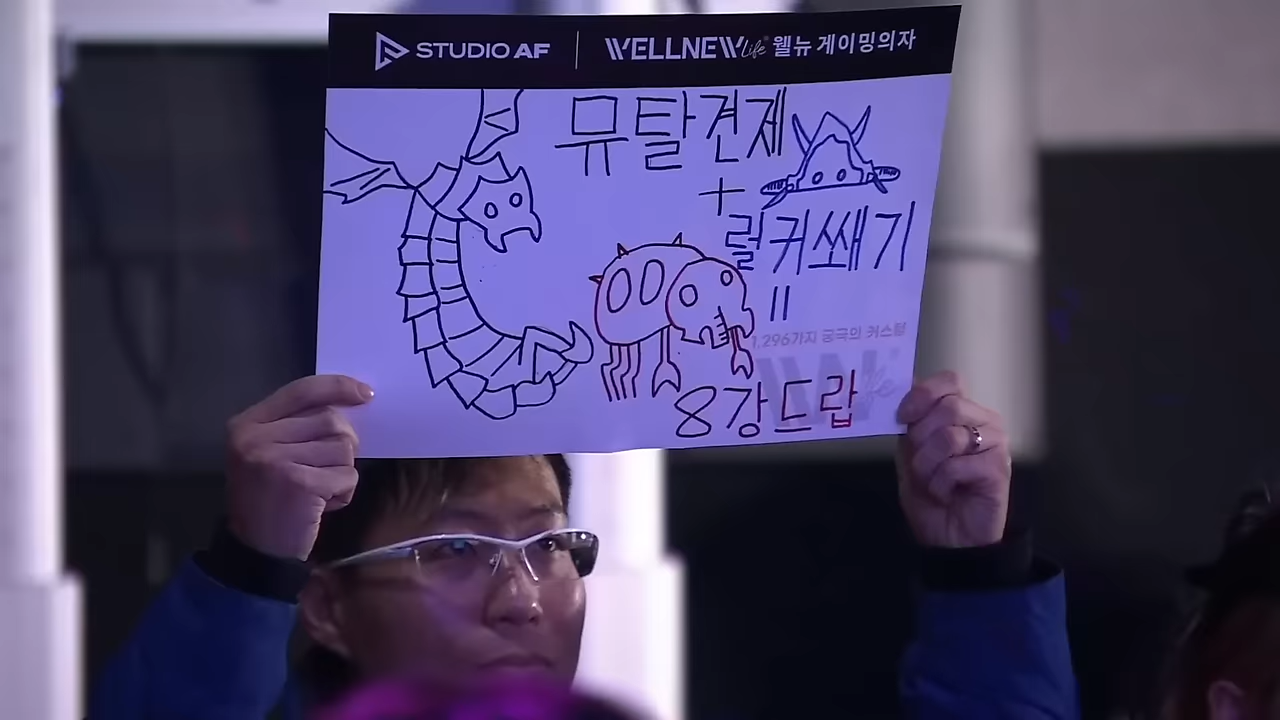 STUDIO AF | WELLNEW Life 웰뉴 게이밍의자
뮤탈견제
+
럴커쏘기
=
1,296가지 궁극의 커스텀
8강드랍